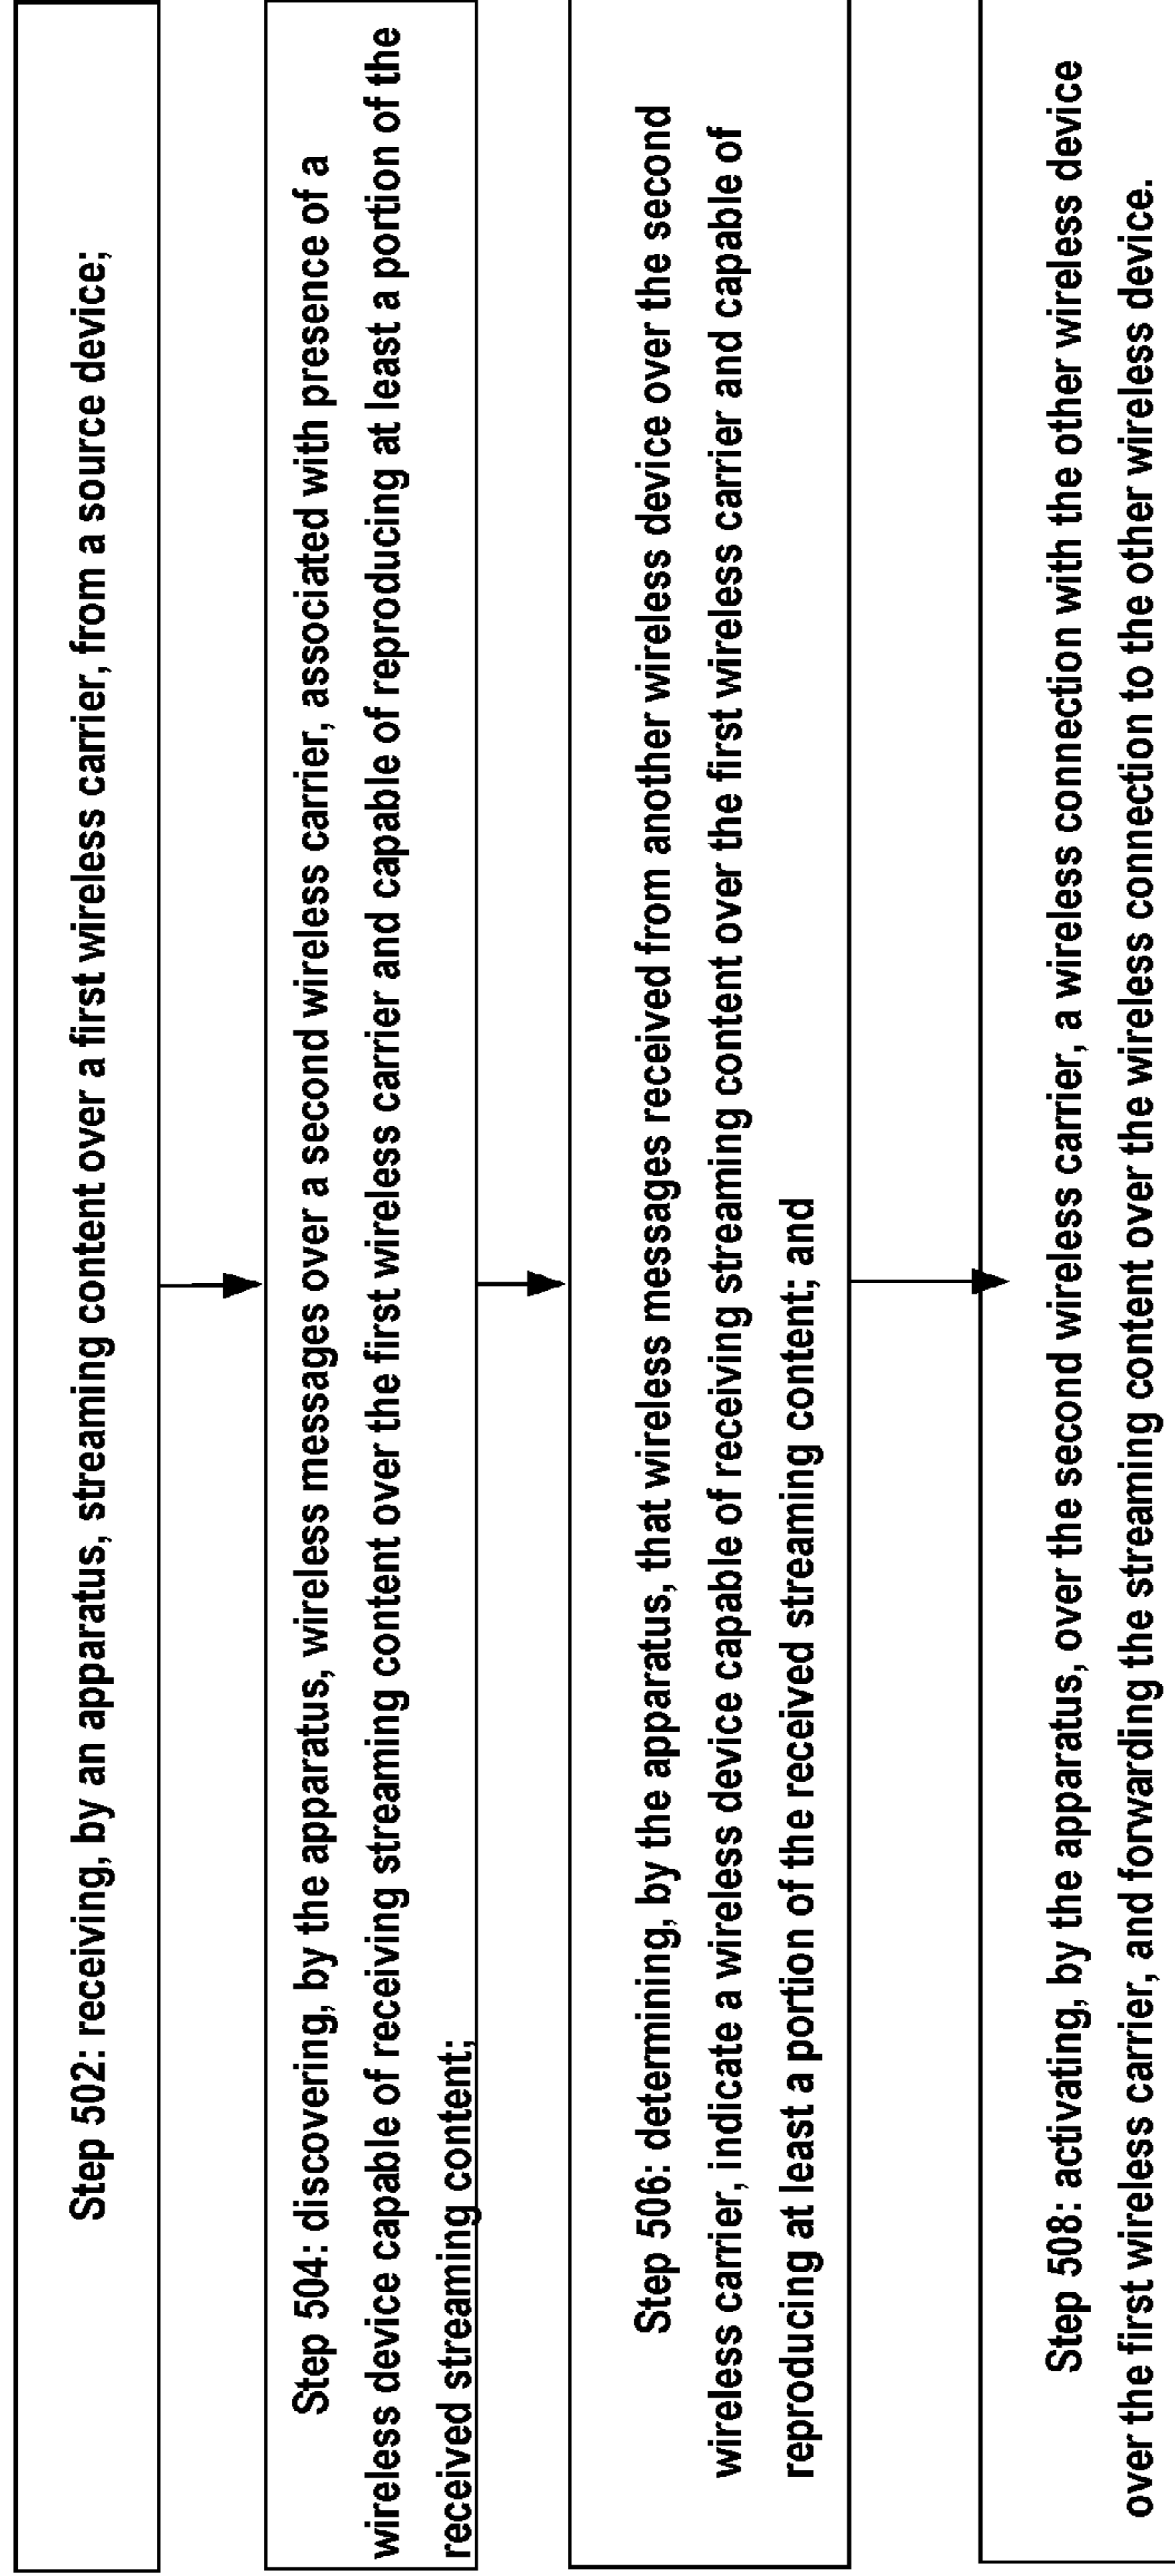 Step 502: receiving, by an apparatus, streaming content over a first wireless carrier, from a source device;
Step 504: discovering, by the apparatus, wireless messages over a second wireless carrier, associated with presence of a
wireless device capable of receiving streaming content over the first wireless carrier and capable of reproducing at least a portion of the
received streaming content;
Step 506: determining, by the apparatus, that wireless messages received from another wireless device over the second
wireless carrier, indicate a wireless device capable of receiving streaming content over the first wireless carrier and capable of
reproducing at least a portion of the received streaming content; and
Step 508: activating, by the apparatus, over the second wireless carrier, a wireless connection with the other wireless device
over the first wireless carrier, and forwarding the streaming content over the wireless connection to the other wireless device.